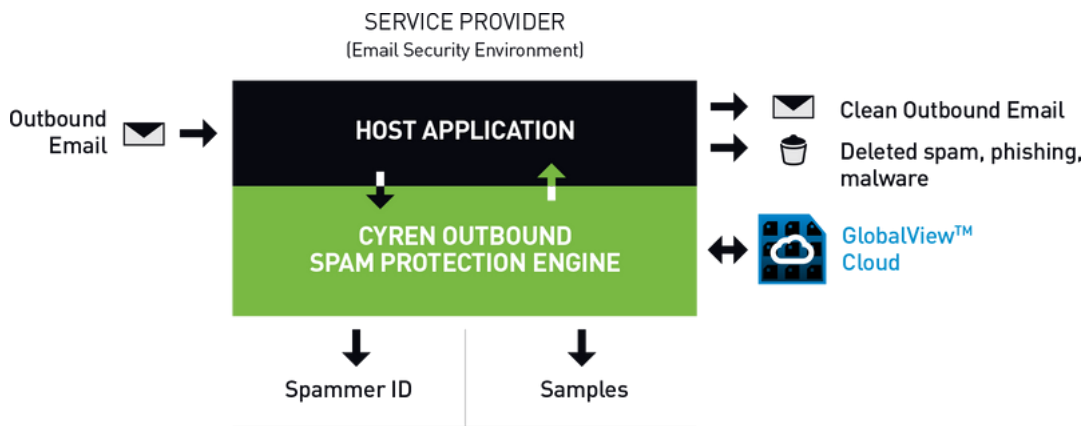 SERVICE PROVIDER
(Email Security Environment)
Outbound
Email
HOST APPLICATION
Clean Outbound Email
Deleted spam, phishing,
malware
CYREN OUTBOUND
SPAM PROTECTION ENGINE
GlobalView™
Cloud
Spammer ID
Samples